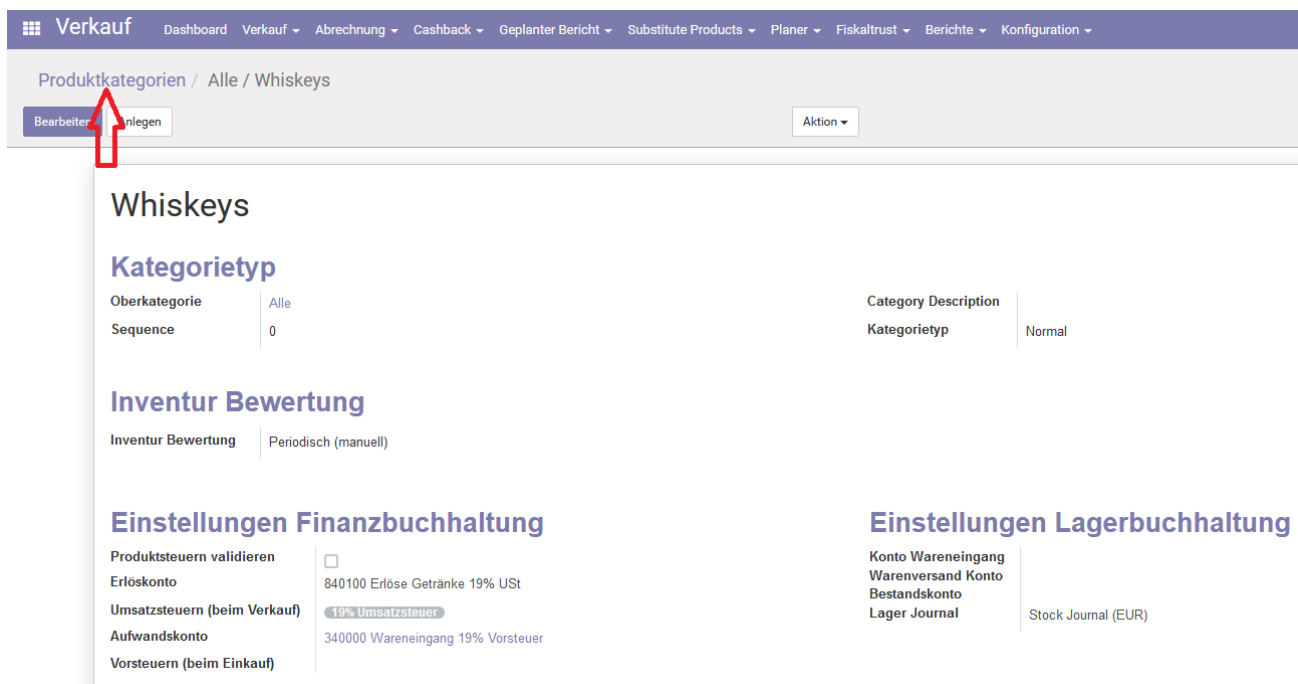 Verkauf Dashboard Verkauf Abrechnung Cashback Geplanter Bericht Substitute Products Planer Fiskaltrust Berichte Konfiguration
Produktkategorien / Alle / Whiskeys
Bearbeiten Anlegen Aktion
Whiskeys
Kategorietyp
Oberkategorie Alle Category Description
Sequence 0 Kategorietyp Normal
Inventur Bewertung
Inventur Bewertung Periodisch (manuell)
Einstellungen Finanzbuchhaltung Einstellungen Lagerbuchhaltung
Produktsteuern validieren Konto Wareneingang
Erlöskonto 840100 Erlöse Getränke 19% USt Warenversand Konto
Bestandskonto
Umsatzsteuern (beim Verkauf) 19% Umsatzsteuer Lager Journal Stock Journal (EUR)
Aufwandskonto 340000 Wareneingang 19% Vorsteuer
Vorsteuern (beim Einkauf)